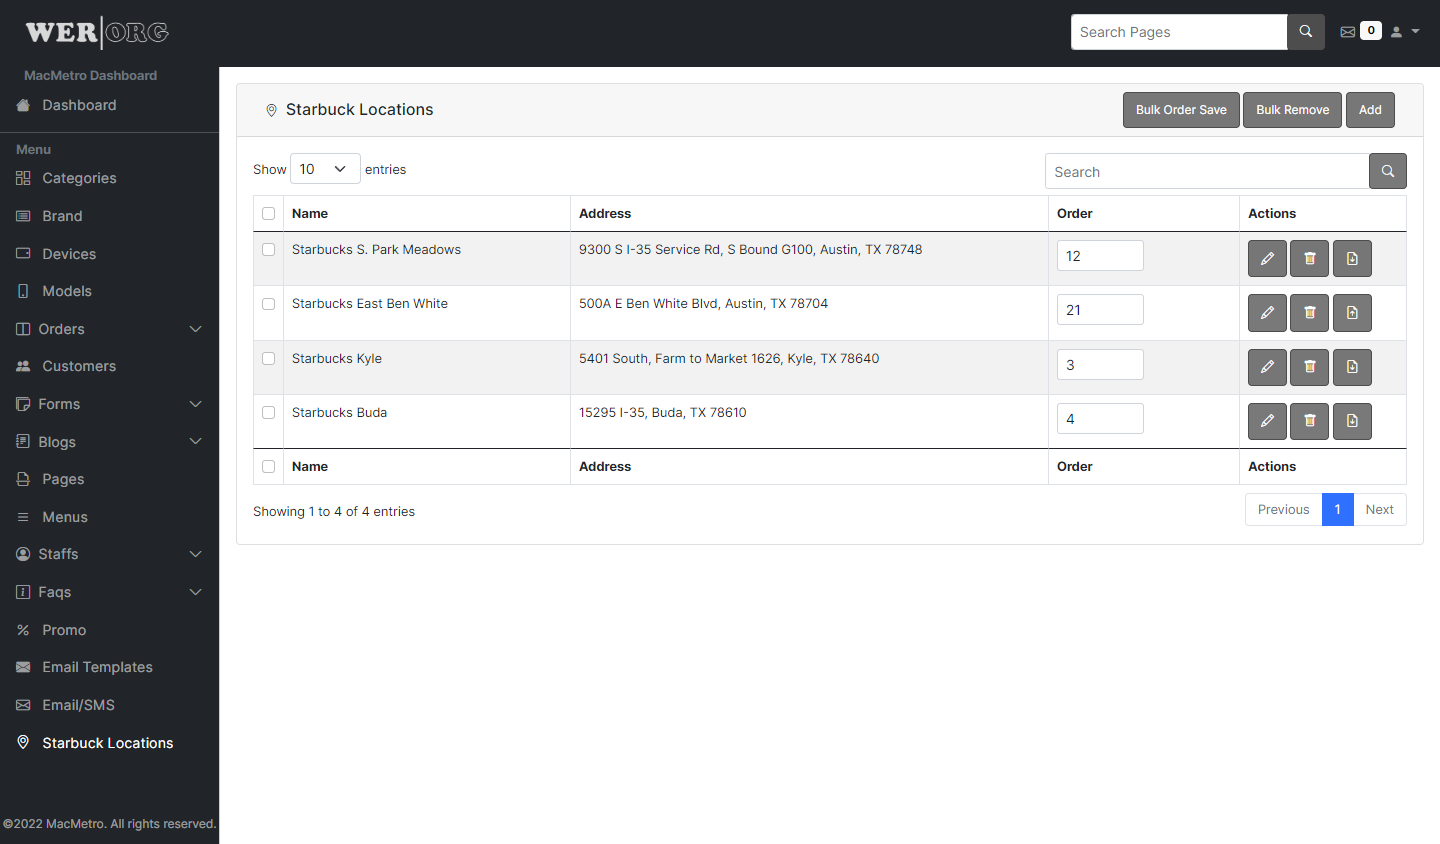 WER|ORG
Search Pages
0
MacMetro Dashboard
Dashboard
Menu
Categories
Brand
Devices
Models
Orders
Customers
Forms
Blogs
Pages
Menus
Staffs
Faqs
Promo
Email Templates
Email/SMS
Starbuck Locations
©2022 MacMetro. All rights reserved.
Starbuck Locations
Bulk Order Save Bulk Remove Add
Show 10 entries
Search
Name Address Order Actions
Starbucks S. Park Meadows 9300 S I-35 Service Rd, S Bound G100, Austin, TX 78748 12
Starbucks East Ben White 500A E Ben White Blvd, Austin, TX 78704 21
Starbucks Kyle 5401 South, Farm to Market 1626, Kyle, TX 78640 3
Starbucks Buda 15295 I-35, Buda, TX 78610 4
Name Address Order Actions
Showing 1 to 4 of 4 entries
Previous 1 Next